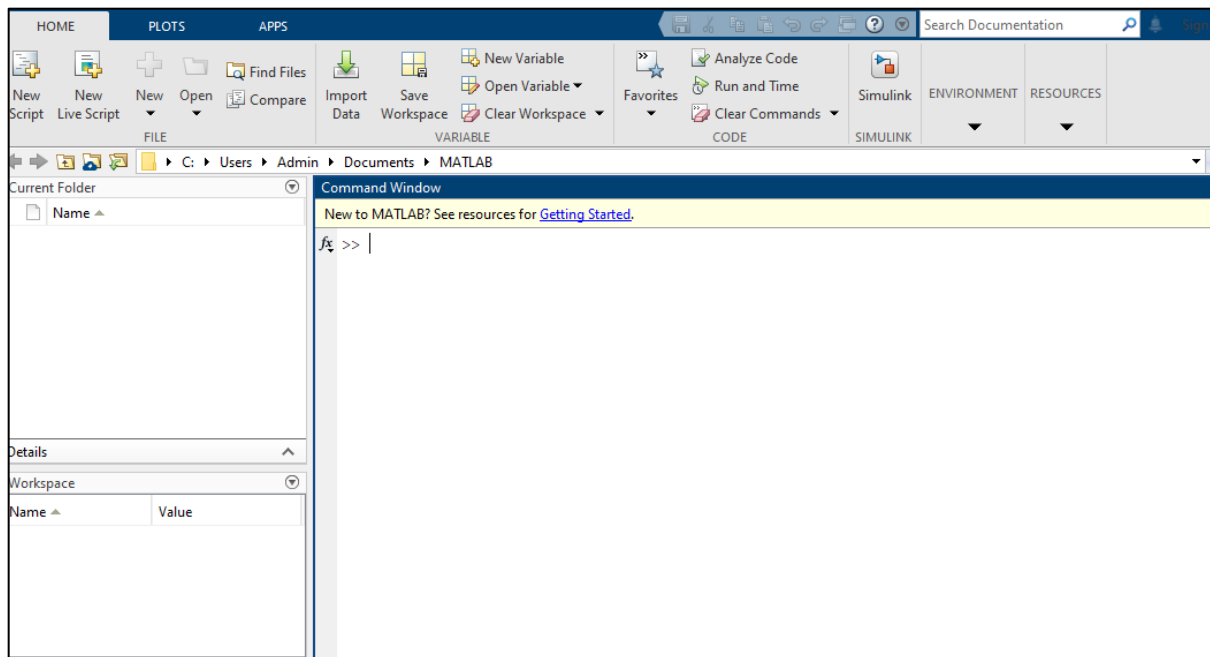 HOME PLOTS APPS
Search Documentation
Sign
New Script
New Live Script
New
Open
Find Files
Compare
FILE
Import Data
Save Workspace
New Variable
Open Variable
Clear Workspace
VARIABLE
Favorites
Analyze Code
Run and Time
Clear Commands
CODE
Simulink
SIMULINK
ENVIRONMENT
RESOURCES
C: Users Admin Documents MATLAB
Current Folder
Name
Details
Workspace
Name Value
Command Window
New to MATLAB? See resources for Getting Started.
fx >>